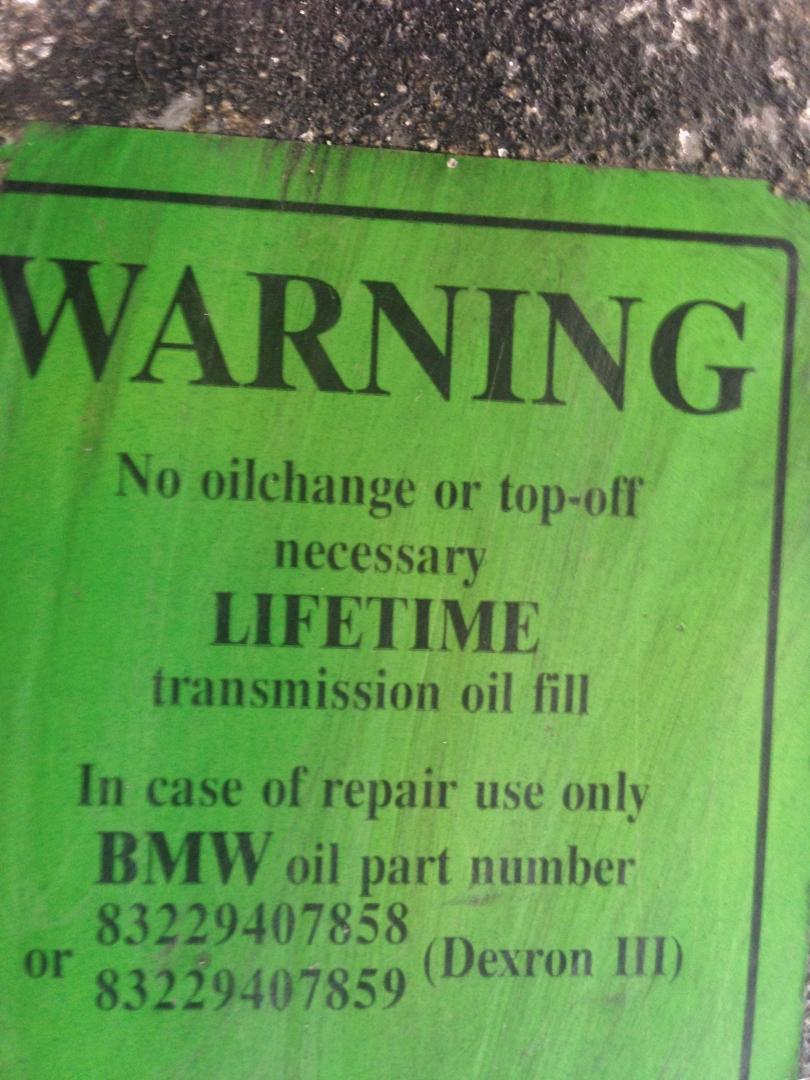 WARNING
No oilchange or top-off
necessary
LIFETIME
transmission oil fill
In case of repair use only
BMW oil part number
83229407858
or (Dexron III)
83229407859